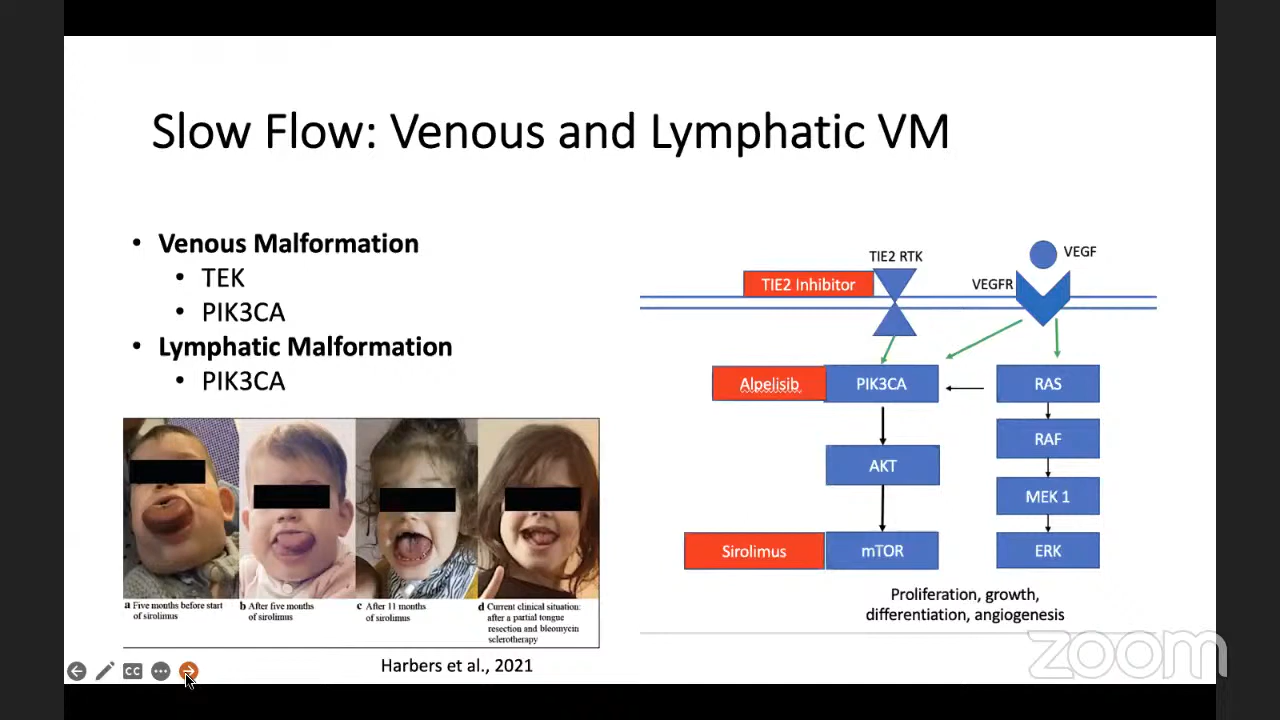 Slow Flow: Venous and Lymphatic VM
• Venous Malformation
• TEK
• PIK3CA
• Lymphatic Malformation
• PIK3CA
a Five months before start
of sirolimus
b After five months
of sirolimus
c After 11 months
of sirolimus
d Current clinical situation:
after a partial tongue
resection and bleomycin
sclerotherapy
Harbers et al., 2021
TIE2 RTK
VEGF
TIE2 Inhibitor
VEGFR
Alpelisib
PIK3CA
RAS
RAF
AKT
MEK 1
Sirolimus
mTOR
ERK
Proliferation, growth,
differentiation, angiogenesis
CC
zoom